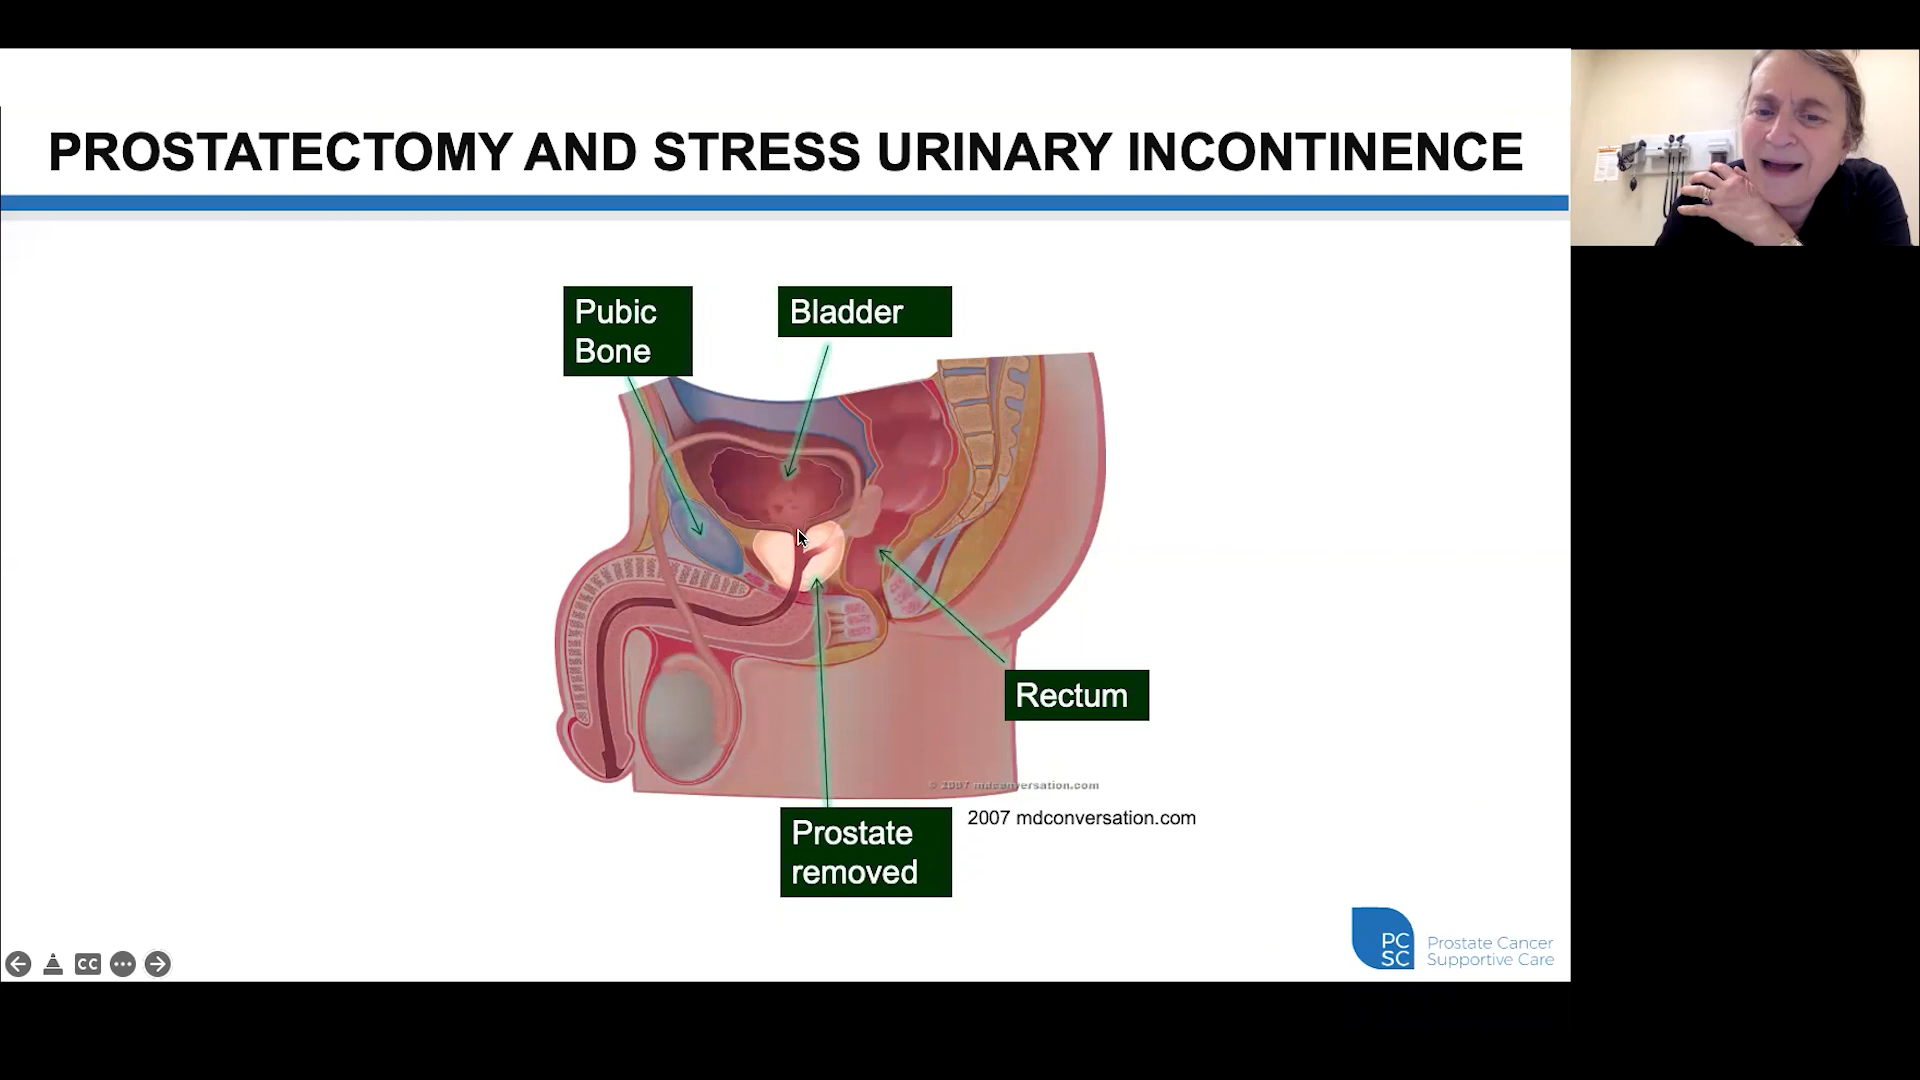 PROSTATECTOMY AND STRESS URINARY INCONTINENCE
Pubic
Bone
Bladder
Rectum
© 2007 mdconversation.com
2007 mdconversation.com
Prostate
removed
PC
SC
Prostate Cancer
Supportive Care
CC